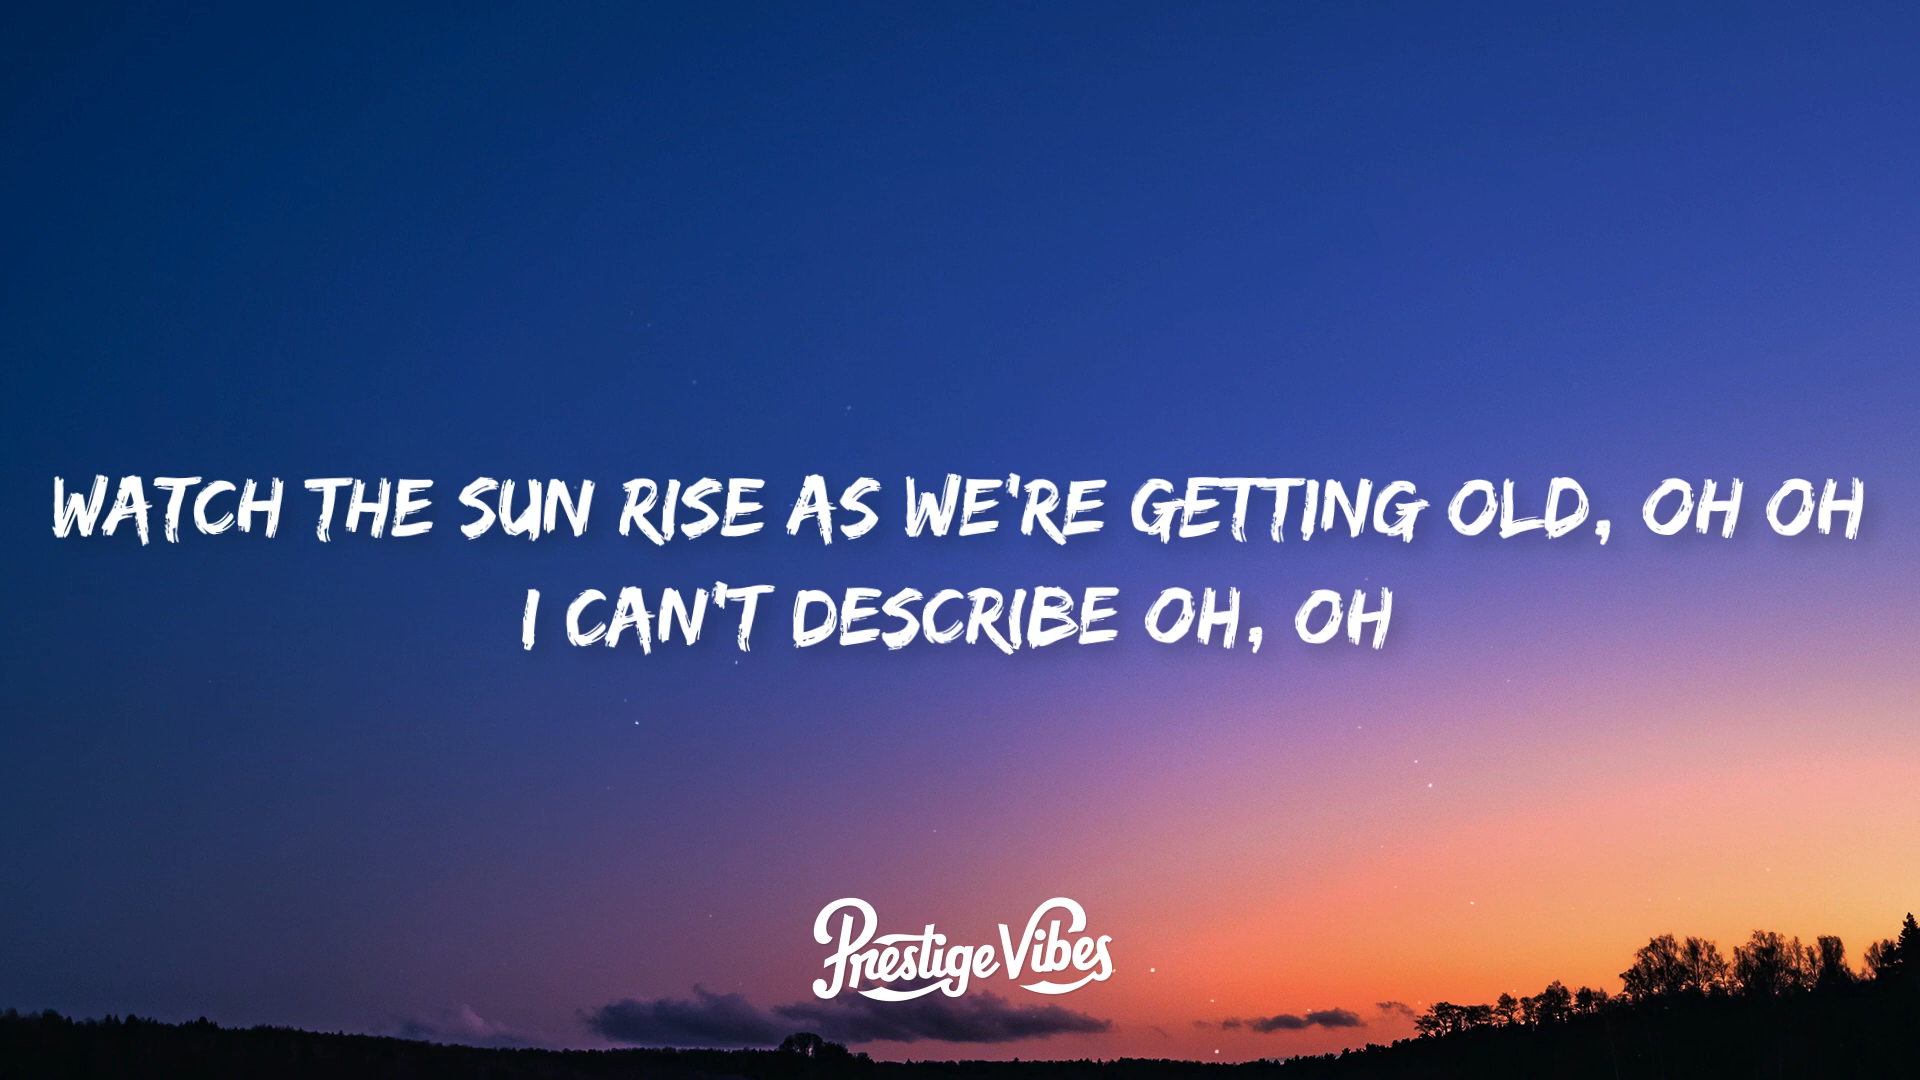 WATCH THE SUN RISE AS WE'RE GETTING OLD, OH OH
I CAN'T DESCRIBE OH, OH
Prestige Vibes